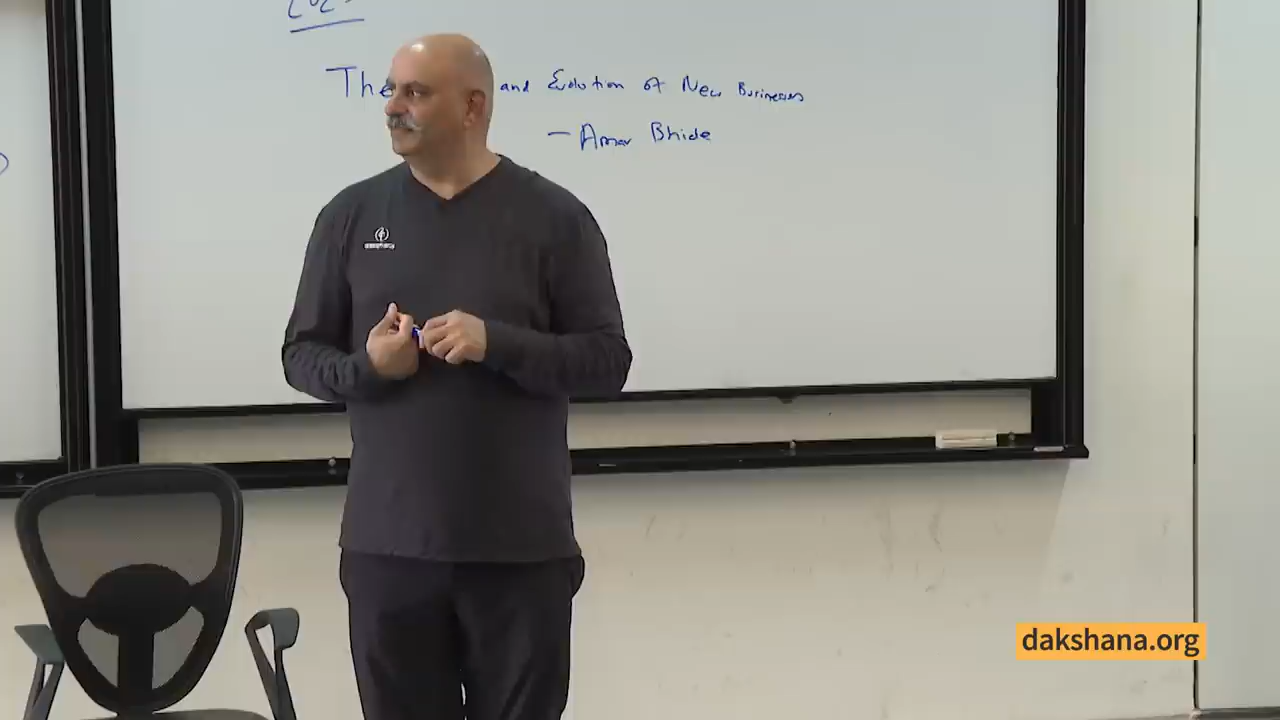 The and Evolution of New Businesses
— Amar Bhide
dakshana.org